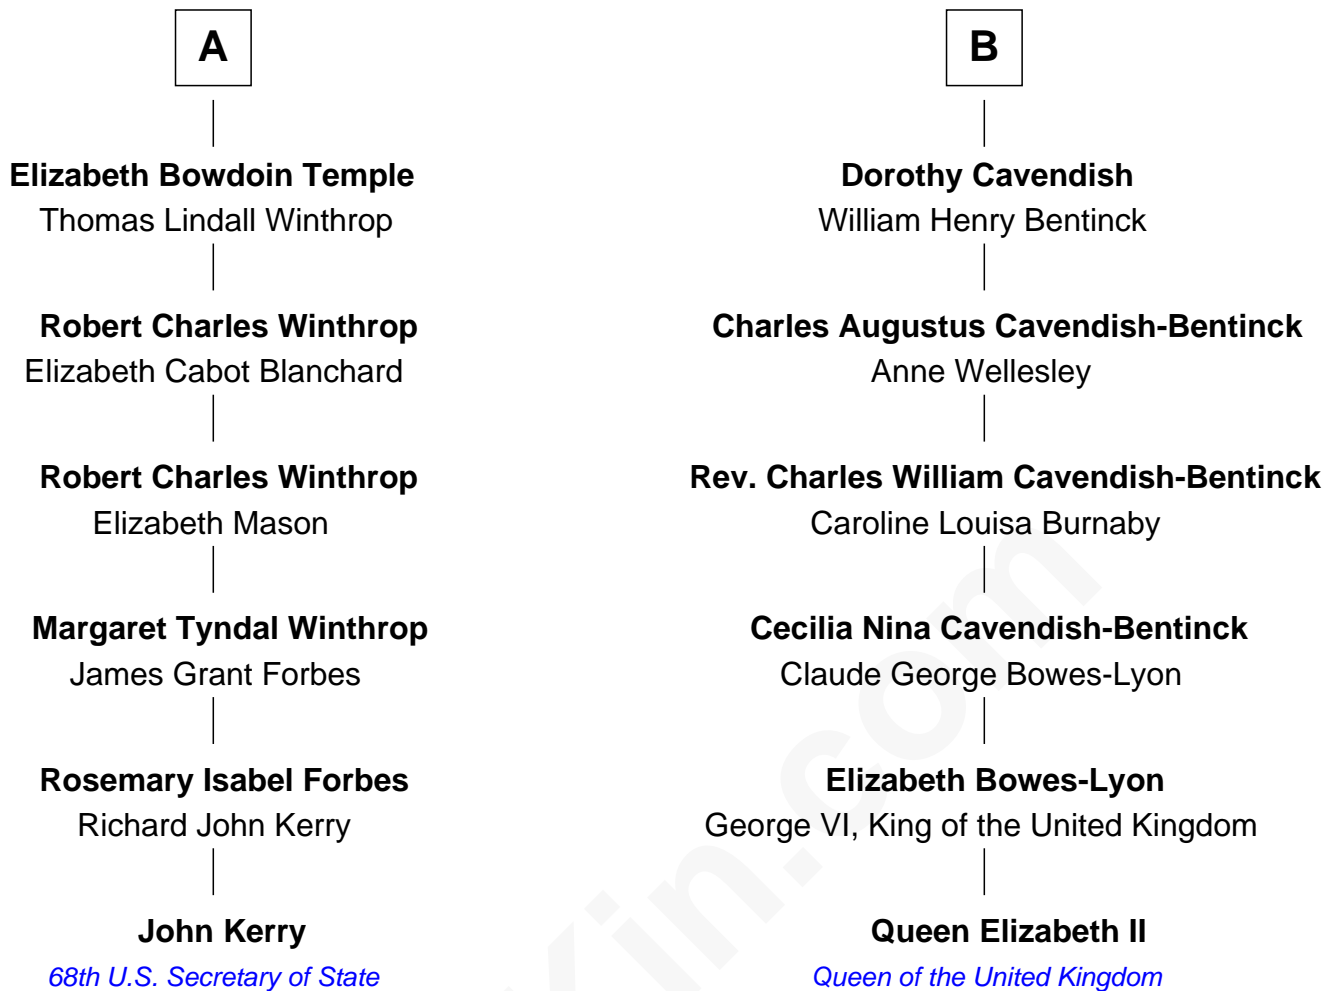 A
Elizabeth Bowdoin Temple
Thomas Lindall Winthrop
Robert Charles Winthrop
Elizabeth Cabot Blanchard
Robert Charles Winthrop
Elizabeth Mason
Margaret Tyndal Winthrop
James Grant Forbes
Rosemary Isabel Forbes
Richard John Kerry
John Kerry
68th U.S. Secretary of State
B
Dorothy Cavendish
William Henry Bentinck
Charles Augustus Cavendish-Bentinck
Anne Wellesley
Rev. Charles William Cavendish-Bentinck
Caroline Louisa Burnaby
Cecilia Nina Cavendish-Bentinck
Claude George Bowes-Lyon
Elizabeth Bowes-Lyon
George VI, King of the United Kingdom
Queen Elizabeth II
Queen of the United Kingdom
Kin.com